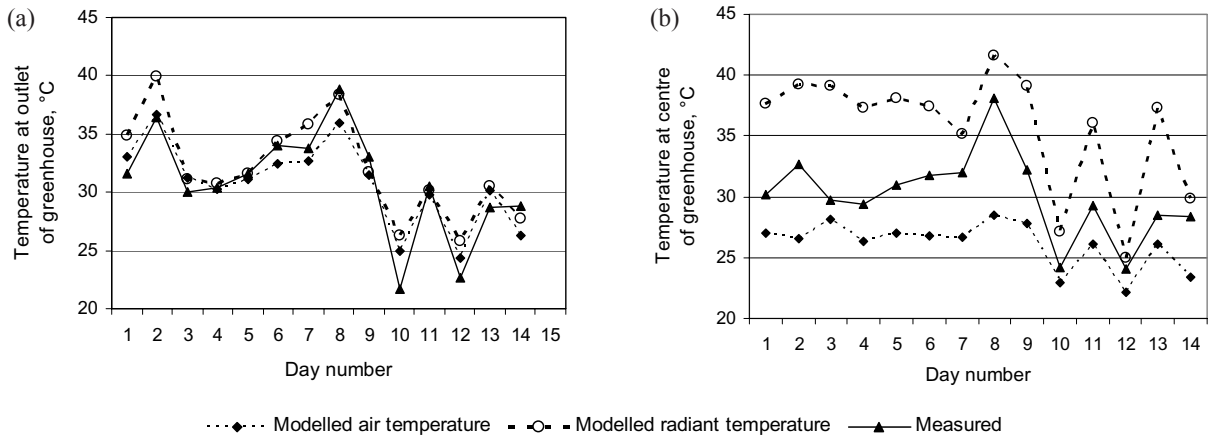 (a)
Temperature at outlet
of greenhouse, °C
45
40
35
30
25
20
1 2 3 4 5 6 7 8 9 10 11 12 13 14 15
Day number
(b)
Temperature at centre
of greenhouse, °C
45
40
35
30
25
20
1 2 3 4 5 6 7 8 9 10 11 12 13 14
Day number
Modelled air temperature Modelled radiant temperature Measured